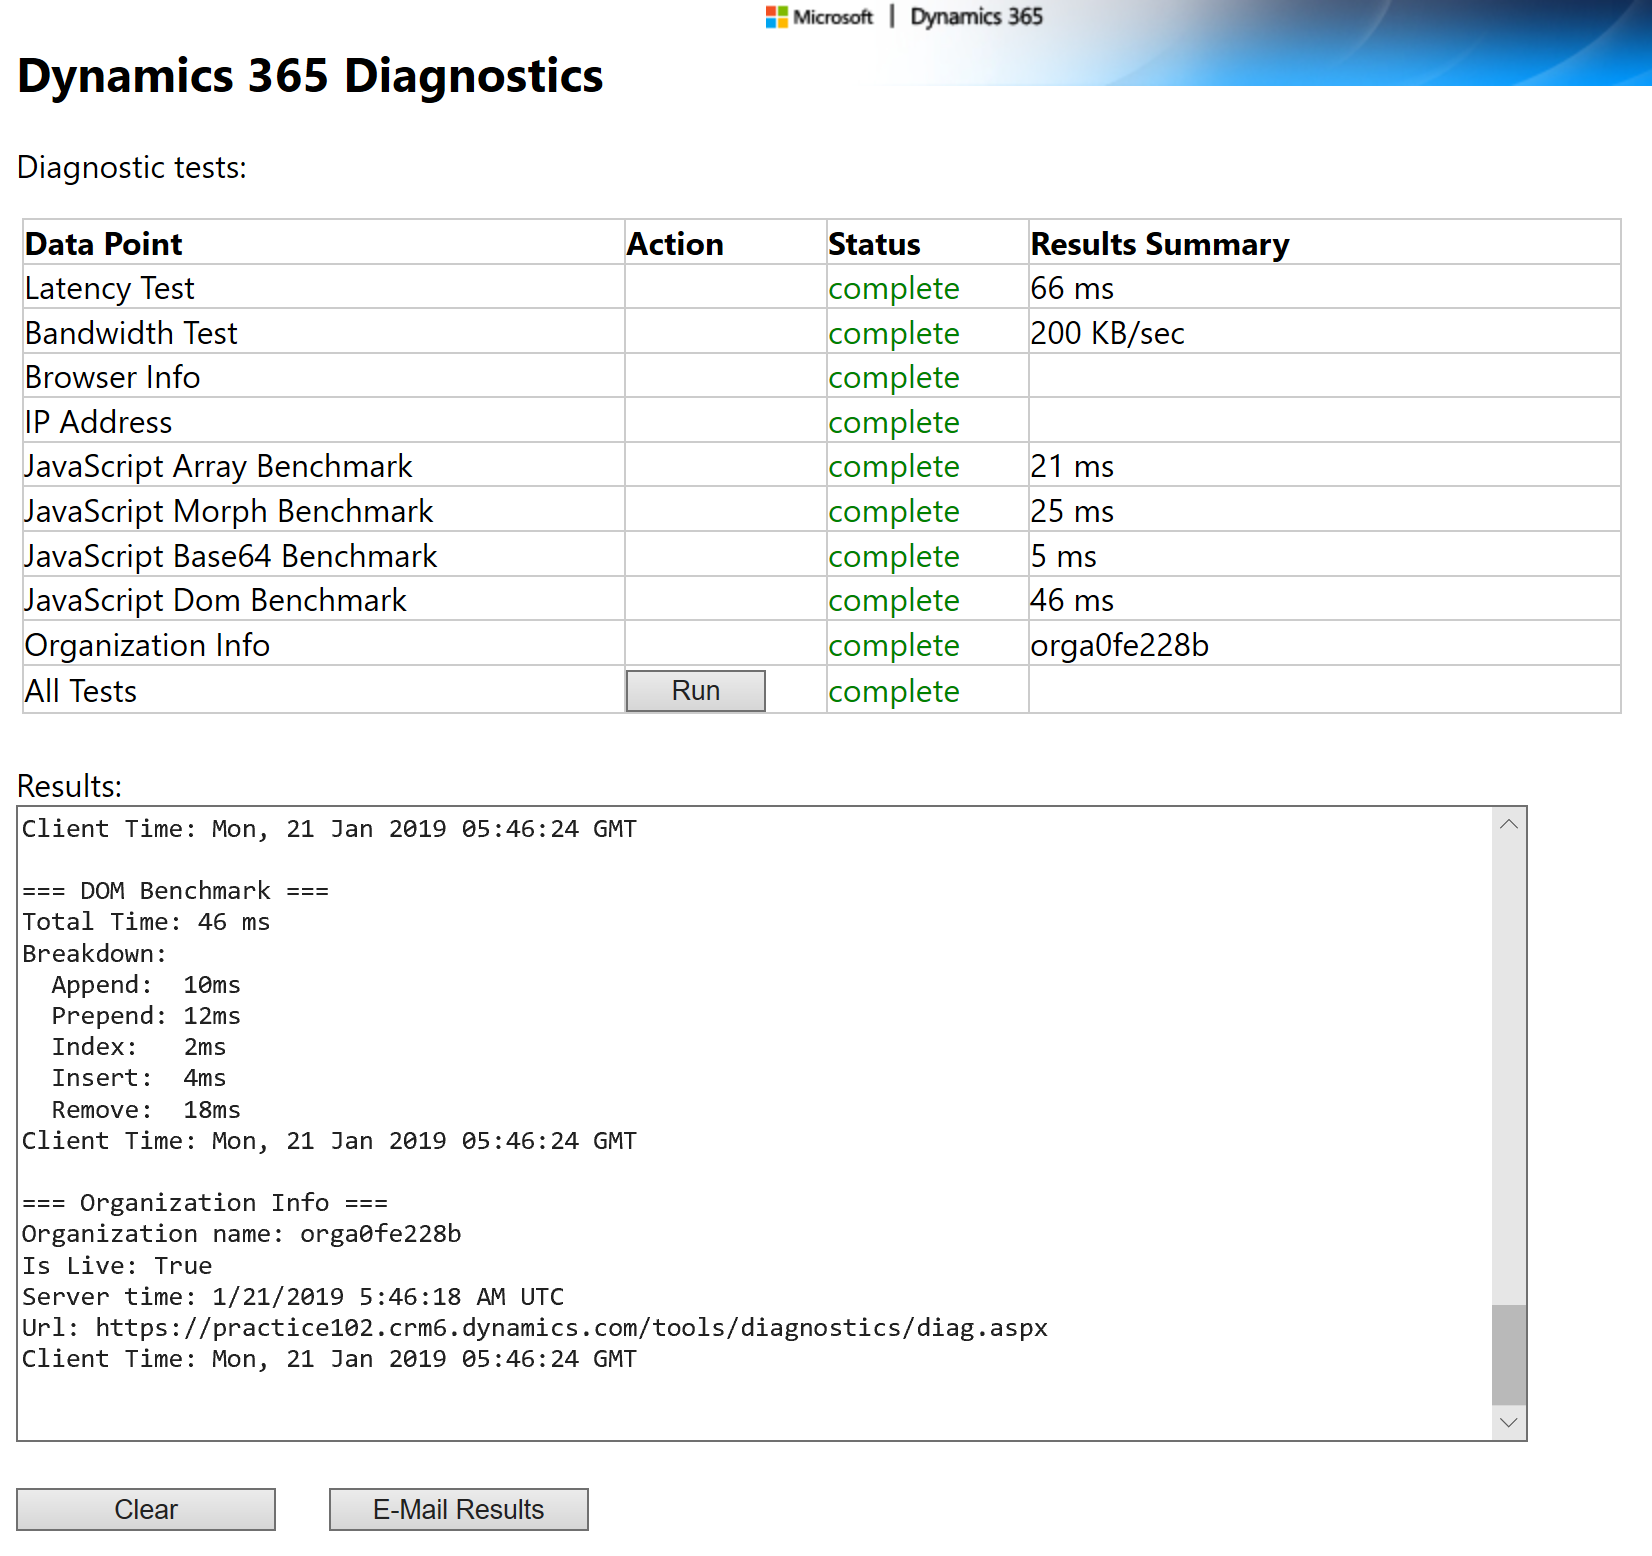 Microsoft | Dynamics 365
Dynamics 365 Diagnostics
Diagnostic tests:
Data Point Action Status Results Summary
Latency Test complete 66 ms
Bandwidth Test complete 200 KB/sec
Browser Info complete
IP Address complete
JavaScript Array Benchmark complete 21 ms
JavaScript Morph Benchmark complete 25 ms
JavaScript Base64 Benchmark complete 5 ms
JavaScript Dom Benchmark complete 46 ms
Organization Info complete orga0fe228b
All Tests Run complete
Results:
Client Time: Mon, 21 Jan 2019 05:46:24 GMT
=== DOM Benchmark ===
Total Time: 46 ms
Breakdown:
Append: 10ms
Prepend: 12ms
Index: 2ms
Insert: 4ms
Remove: 18ms
Client Time: Mon, 21 Jan 2019 05:46:24 GMT
=== Organization Info ===
Organization name: orga0fe228b
Is Live: True
Server time: 1/21/2019 5:46:18 AM UTC
Url: https://practice102.crm6.dynamics.com/tools/diagnostics/diag.aspx
Client Time: Mon, 21 Jan 2019 05:46:24 GMT
Clear E-Mail Results